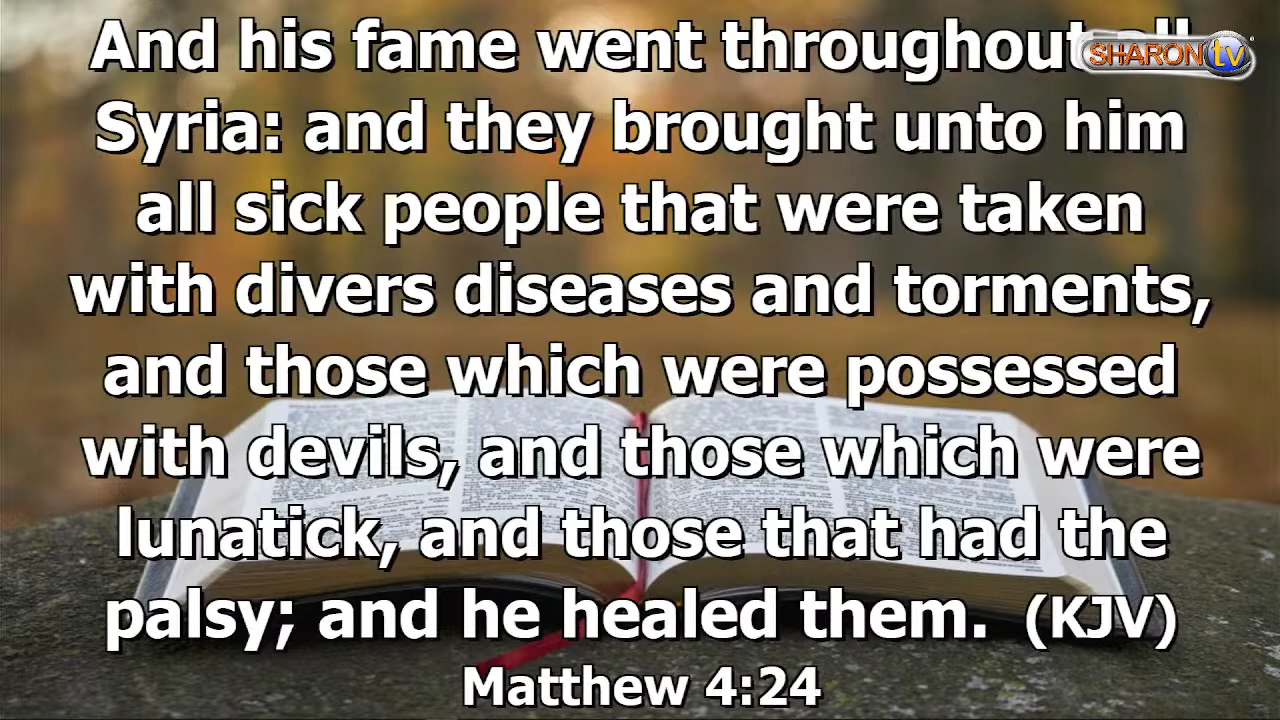 And his fame went throughout all
SHARON tv
Syria: and they brought unto him
all sick people that were taken
with divers diseases and torments,
and those which were possessed
with devils, and those which were
lunatick, and those that had the
palsy; and he healed them. (KJV)
Matthew 4:24